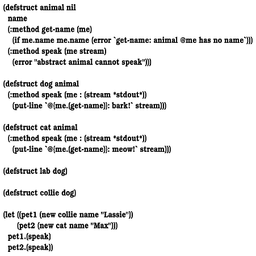 (defstruct animal nil
name
(:method get-name (me)
(if me.name me.name (error `get-name: animal @me has no name`)))
(:method speak (me stream)
(error "abstract animal cannot speak")))
(defstruct dog animal
(:method speak (me : (stream *stdout*))
(put-line `@{me.(get-name)}: bark!` stream)))
(defstruct cat animal
(:method speak (me : (stream *stdout*))
(put-line `@{me.(get-name)}: meow!` stream)))
(defstruct lab dog)
(defstruct collie dog)
(let ((pet1 (new collie name "Lassie"))
(pet2 (new cat name "Max")))
pet1.(speak)
pet2.(speak))